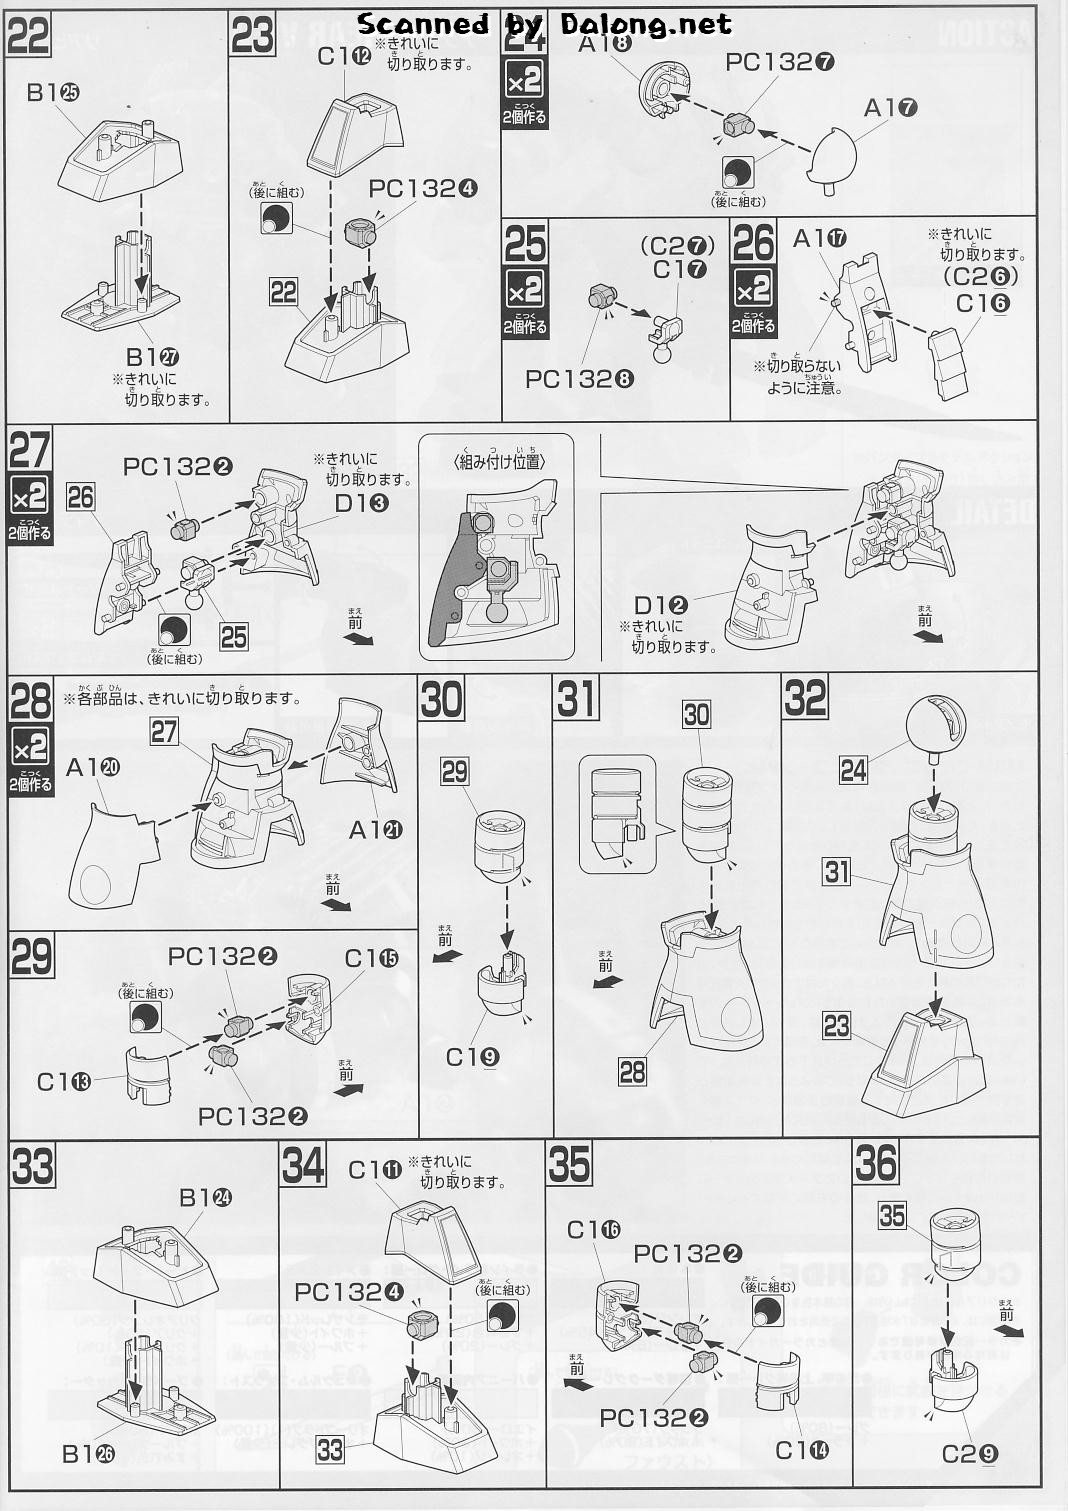 Scanned by Dalong.net
22
B1㉕
B1㉗
※きれいに
切り取ります。
23
C1⑫
※きれいに
切り取ります。
(後に組む)
PC132④
22
24
×2
2個作る
A1⑧
PC132⑦
A1⑦
(後に組む)
25
×2
2個作る
(C2⑦)
C1⑦
PC132⑧
26
×2
2個作る
A1⑰
※きれいに
切り取ります。
(C2⑥)
C1⑥
※切り取らない
ように注意。
27
×2
2個作る
PC132②
※きれいに
切り取ります。
D1③
26
25
(後に組む)
前
〈組み付け位置〉
D1②
※きれいに
切り取ります。
前
28
×2
2個作る
※各部品は、きれいに切り取ります。
27
A1⑳
A1㉑
前
29
PC132②
C1⑮
(後に組む)
C1⑬
PC132②
前
30
29
前
C1⑨
31
30
前
28
32
24
31
23
33
B1㉔
B1㉖
34
C1⑪
※きれいに
切り取ります。
PC132④
(後に組む)
33
35
C1⑯
PC132②
(後に組む)
前
PC132②
C1⑭
36
35
前
C2⑨